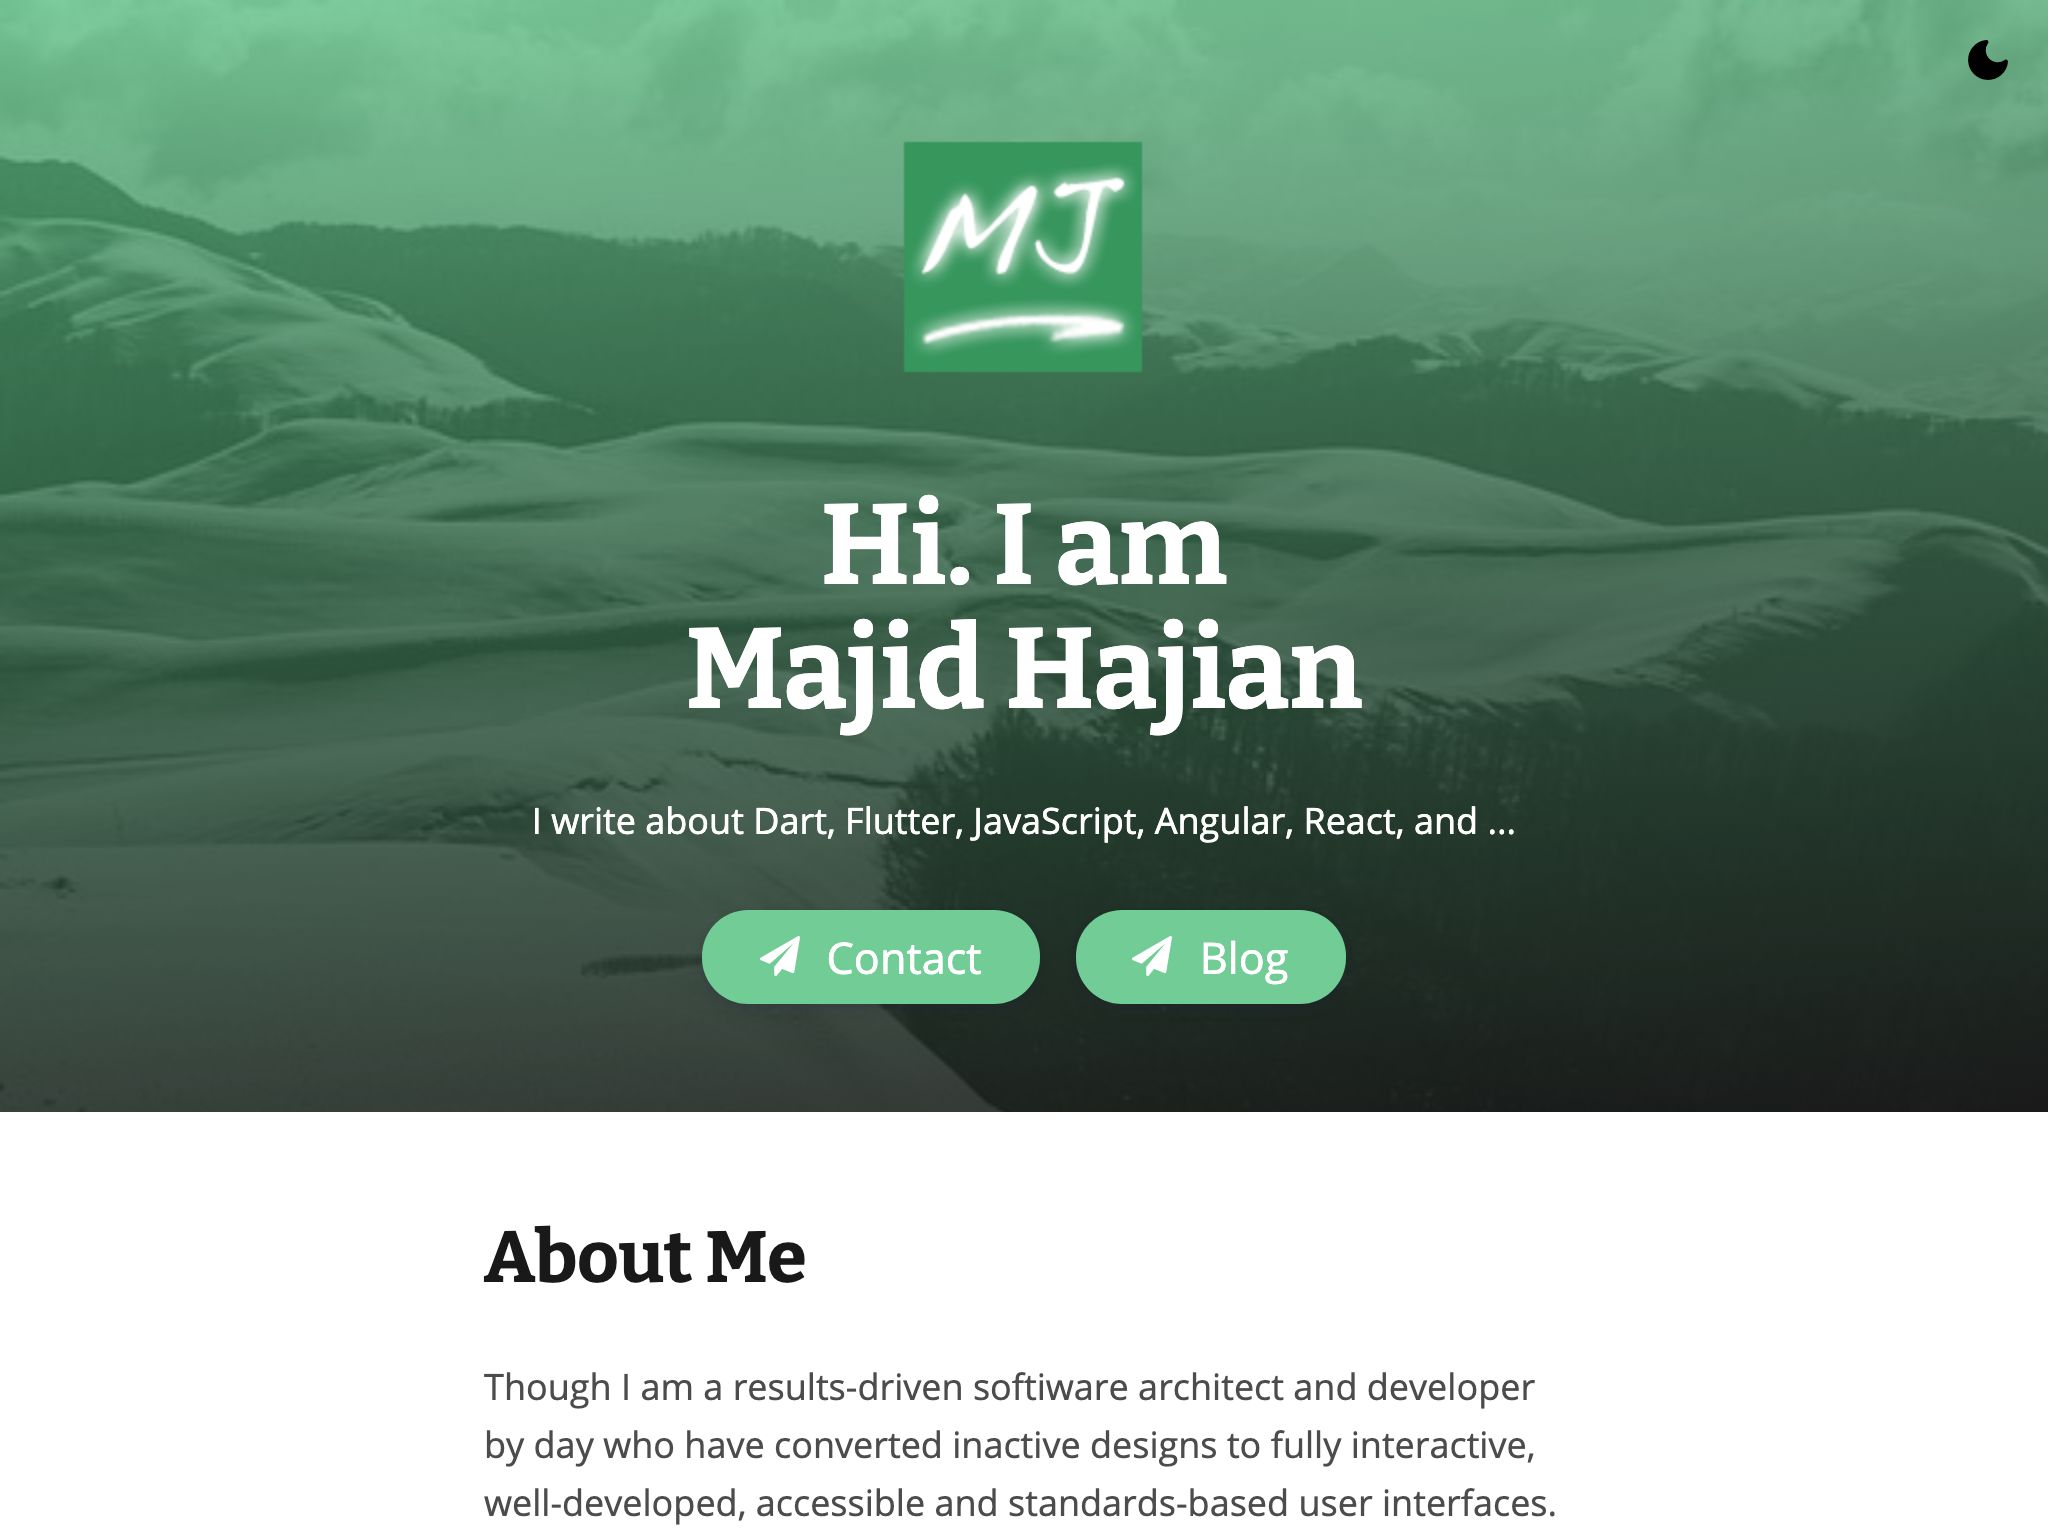 MJ
Hi. I am
Majid Hajian
I write about Dart, Flutter, JavaScript, Angular, React, and ...
Contact
Blog
About Me
Though I am a results-driven softiware architect and developer
by day who have converted inactive designs to fully interactive,
well-developed, accessible and standards-based user interfaces.